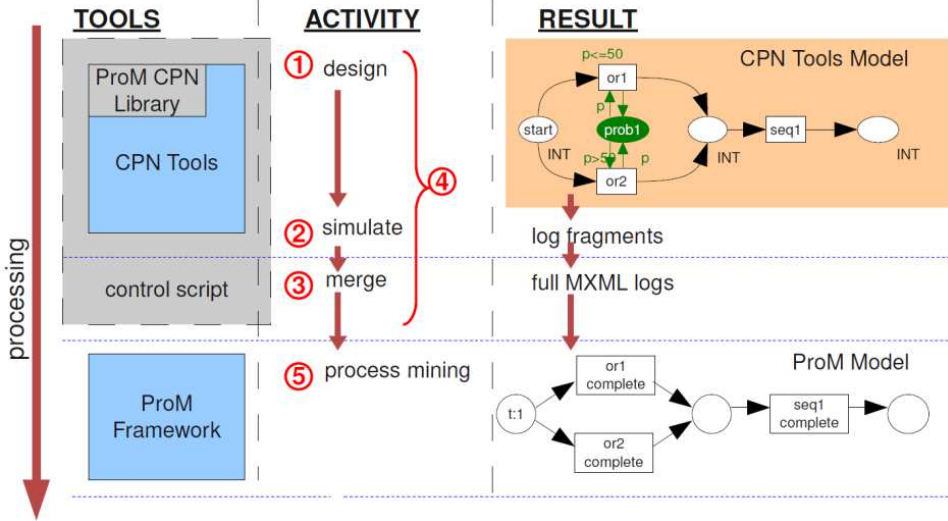 TOOLS
ACTIVITY
RESULT
processing
ProM CPN
Library
CPN Tools
control script
ProM
Framework
① design
② simulate
③ merge
④
⑤ process mining
CPN Tools Model
p<=50
or1
p
start
prob1
INT
p>50
p
or2
INT
seq1
INT
log fragments
full MXML logs
ProM Model
t:1
or1
complete
or2
complete
seq1
complete